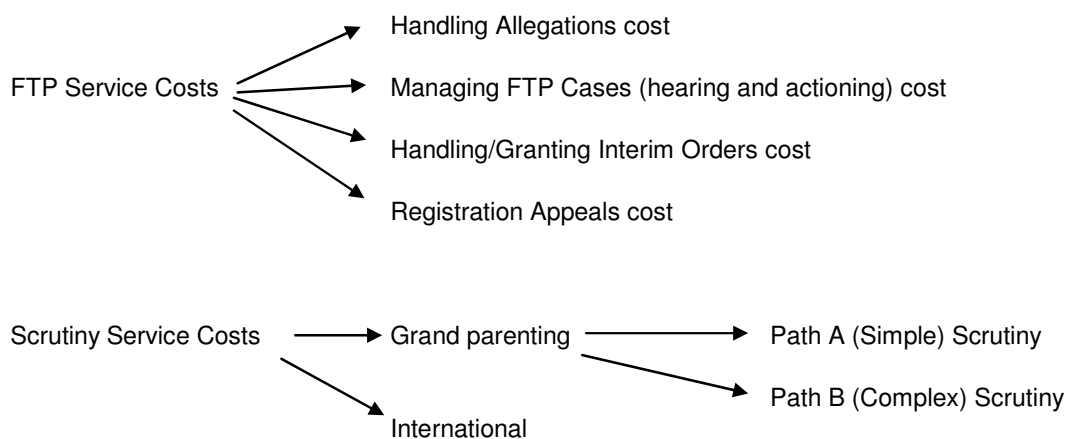 Handling Allegations cost
FTP Service Costs
Managing FTP Cases (hearing and actioning) cost
Handling/Granting Interim Orders cost
Registration Appeals cost
Scrutiny Service Costs
Grand parenting
Path A (Simple) Scrutiny
Path B (Complex) Scrutiny
International